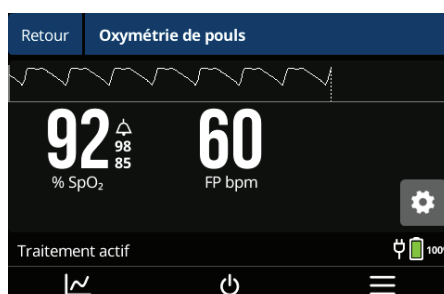 Retour Oxymétrie de pouls
92 98 60
85
% SpO₂ FP bpm
Traitement actif 100%